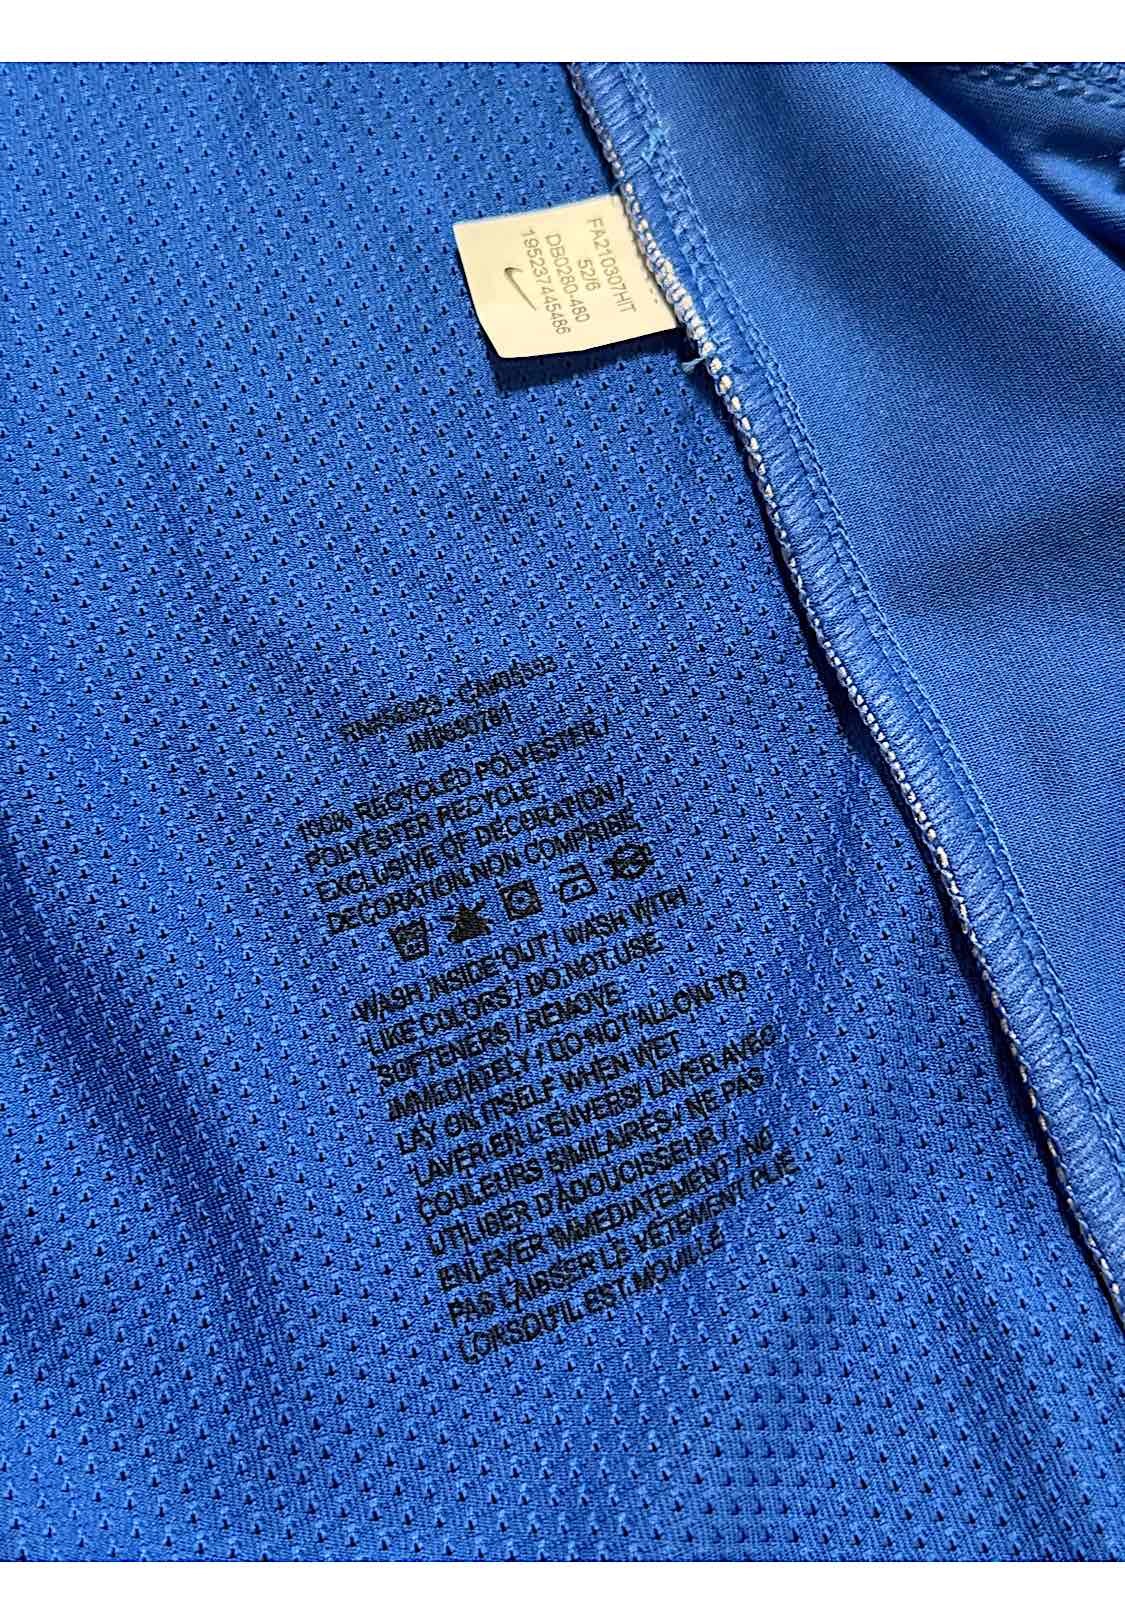 FA210307HIT
52/6
DB0280-480
195237445486
RN#56323 - CA#05553
100% RECYCLED POLYESTER /
POLYESTER RECYCLE
EXCLUSIVE OF DECORATION /
DECORATION NON COMPRISE
WASH INSIDE OUT / WASH WITH
LIKE COLORS / DO NOT USE
SOFTENERS / REMOVE
IMMEDIATELY / DO NOT ALLOW TO
LAY ON ITSELF WHEN WET
LAVER EN L'ENVERS/ LAVER AVEC
COULEURS SIMILAIRES / NE PAS
UTILISER D'ADOUCISSEUR /
ENLEVER IMMEDIATEMENT / NE
PAS LAISSER LE VÊTEMENT PLIE
LORSQU'IL EST MOUILLE